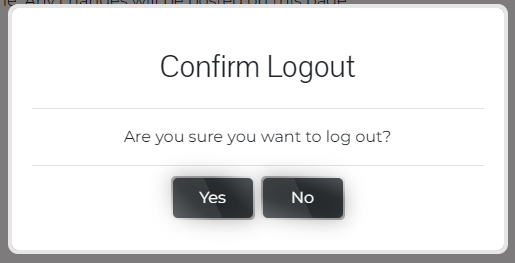 Any changes will be posted on this page
Confirm Logout
Are you sure you want to log out?
Yes
No